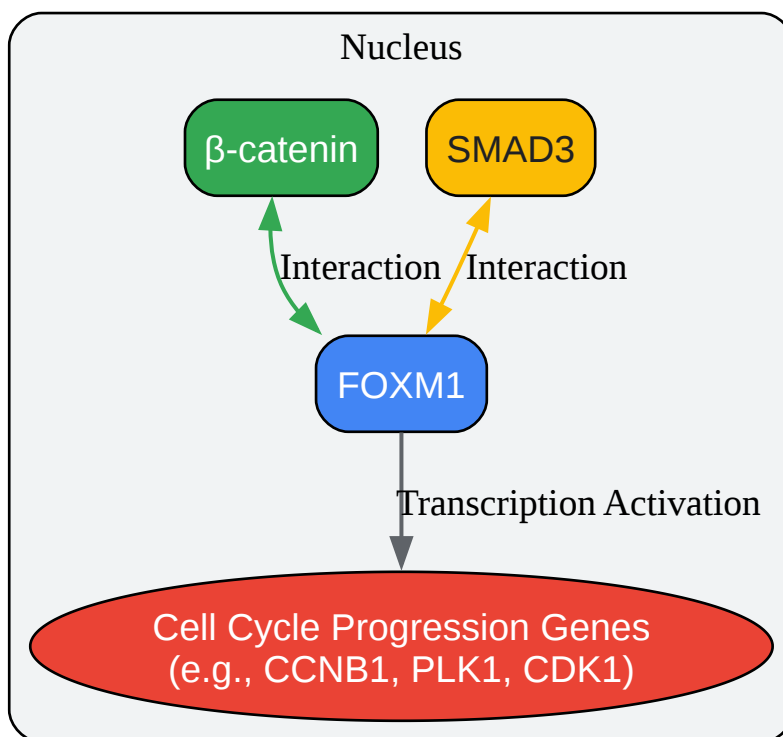 Nucleus
β-catenin
SMAD3
Interaction
Interaction
FOXM1
Transcription Activation
Cell Cycle Progression Genes
(e.g., CCNB1, PLK1, CDK1)